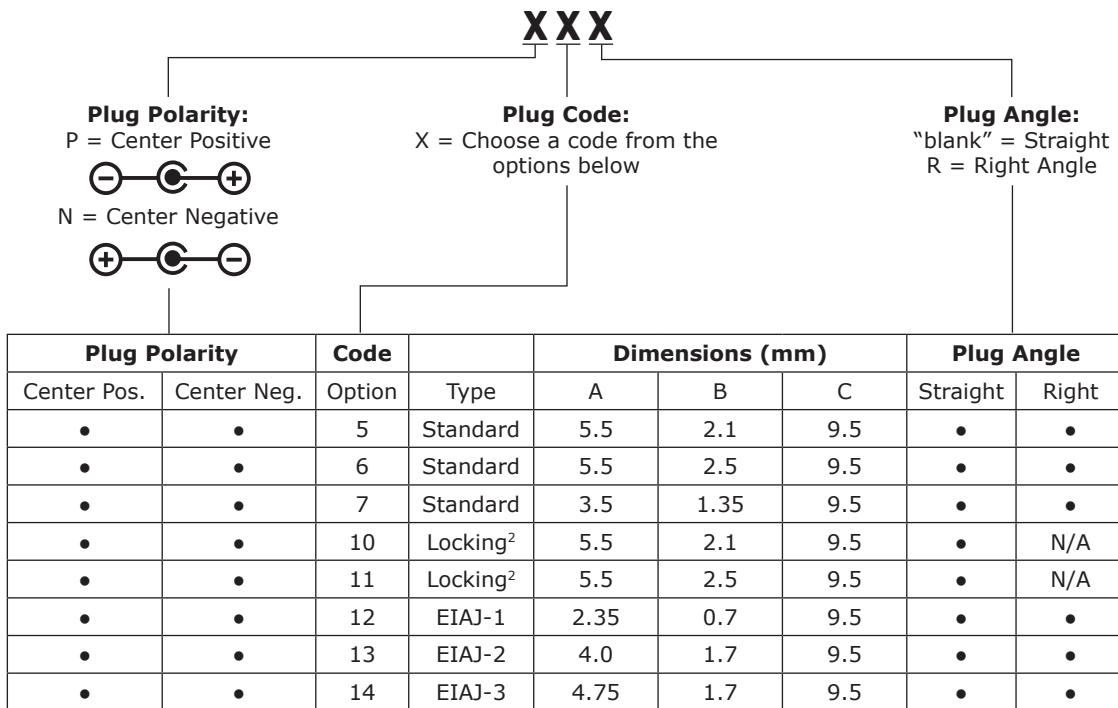 X X X
Plug Polarity:
P = Center Positive
N = Center Negative
Plug Code:
X = Choose a code from the
options below
Plug Angle:
“blank” = Straight
R = Right Angle
Plug Polarity Code Dimensions (mm) Plug Angle
Center Pos. Center Neg. Option Type A B C Straight Right
● ● 5 Standard 5.5 2.1 9.5 ● ●
● ● 6 Standard 5.5 2.5 9.5 ● ●
● ● 7 Standard 3.5 1.35 9.5 ● ●
● ● 10 Locking² 5.5 2.1 9.5 ● N/A
● ● 11 Locking² 5.5 2.5 9.5 ● N/A
● ● 12 EIAJ-1 2.35 0.7 9.5 ● ●
● ● 13 EIAJ-2 4.0 1.7 9.5 ● ●
● ● 14 EIAJ-3 4.75 1.7 9.5 ● ●